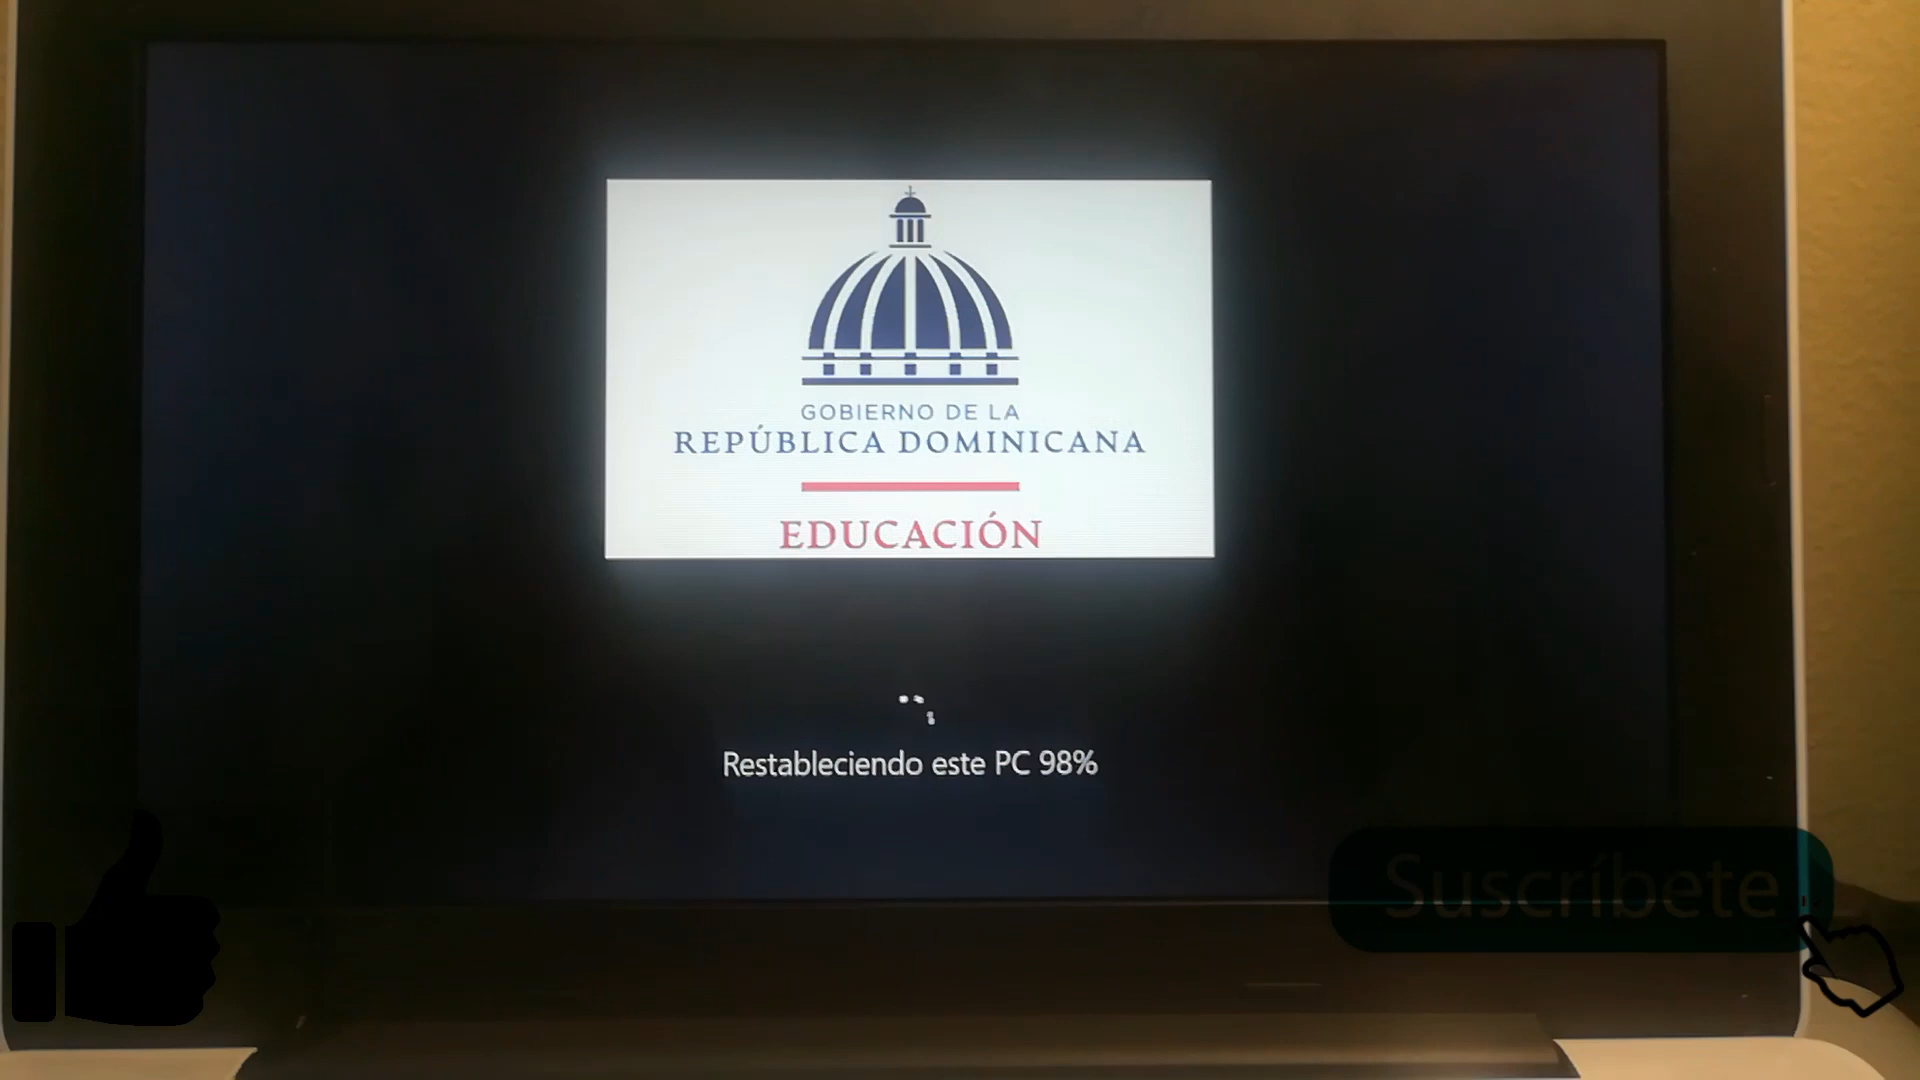 GOBIERNO DE LA
REPÚBLICA DOMINICANA
EDUCACIÓN
Restableciendo este PC 98%
Suscríbete